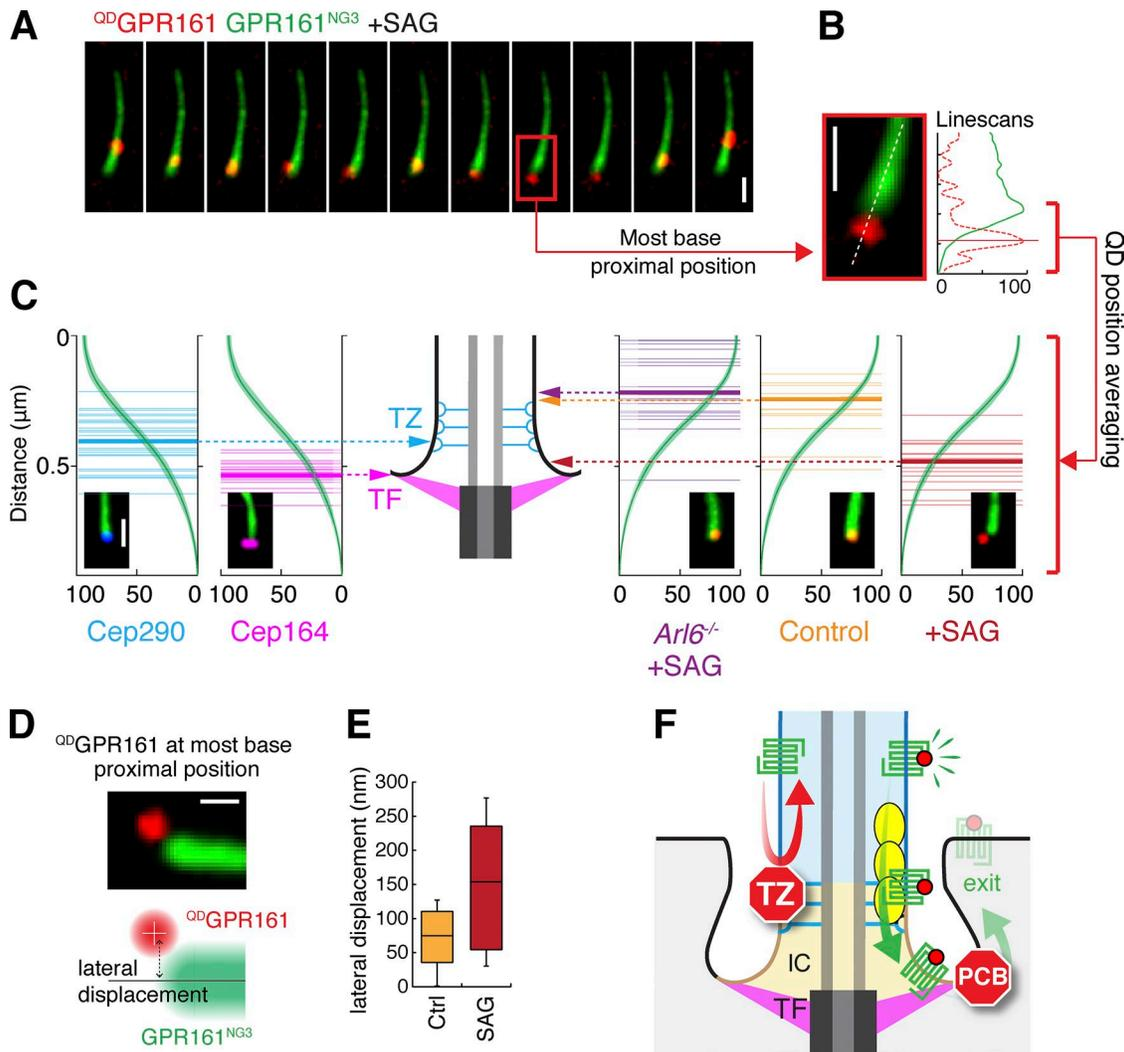 A
QDGPR161 GPR161NG3 +SAG
B
Linescans
0 100
Most base
proximal position
QD position averaging
C
0
0.5
Distance (µm)
TZ
TF
100 50 0
100 50 0
0 50 100
0 50 100
0 50 100
Cep290
Cep164
Arl6-/-
+SAG
Control
+SAG
D
QDGPR161 at most base
proximal position
QDGPR161
lateral
displacement
GPR161NG3
E
lateral displacement (nm)
300
250
200
150
100
50
0
Ctrl
SAG
F
TZ
exit
IC
PCB
TF